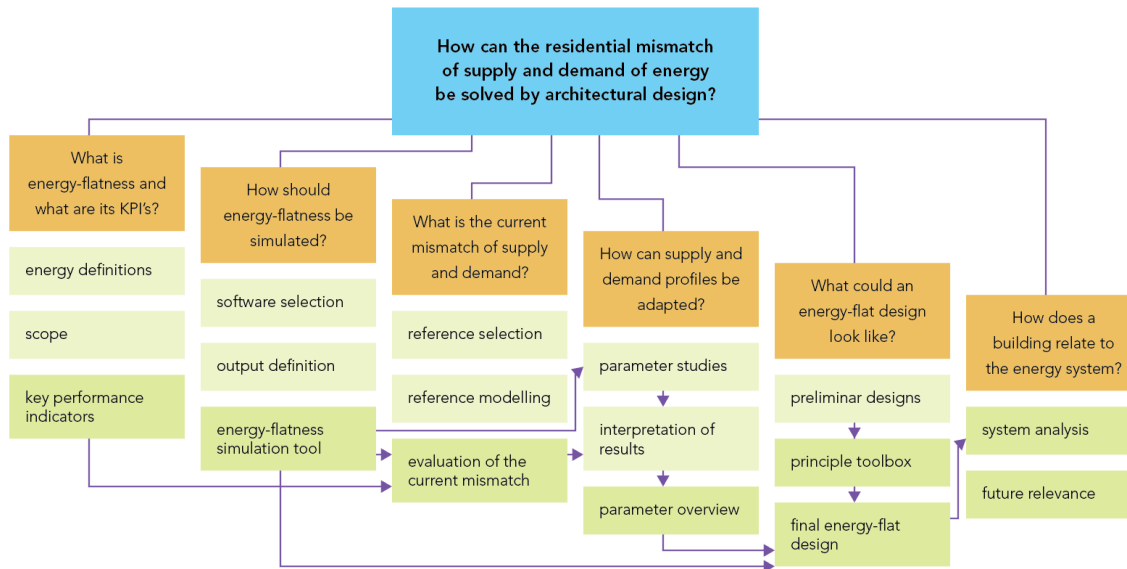 How can the residential mismatch
of supply and demand of energy
be solved by architectural design?
What is
energy-flatness and
what are its KPI's?
energy definitions
scope
key performance
indicators
How should
energy-flatness be
simulated?
software selection
output definition
energy-flatness
simulation tool
What is the current
mismatch of supply
and demand?
reference selection
reference modelling
evaluation of the
current mismatch
How can supply and
demand profiles be
adapted?
parameter studies
interpretation of
results
parameter overview
What could an
energy-flat design
look like?
preliminar designs
principle toolbox
final energy-flat
design
How does a
building relate to
the energy system?
system analysis
future relevance